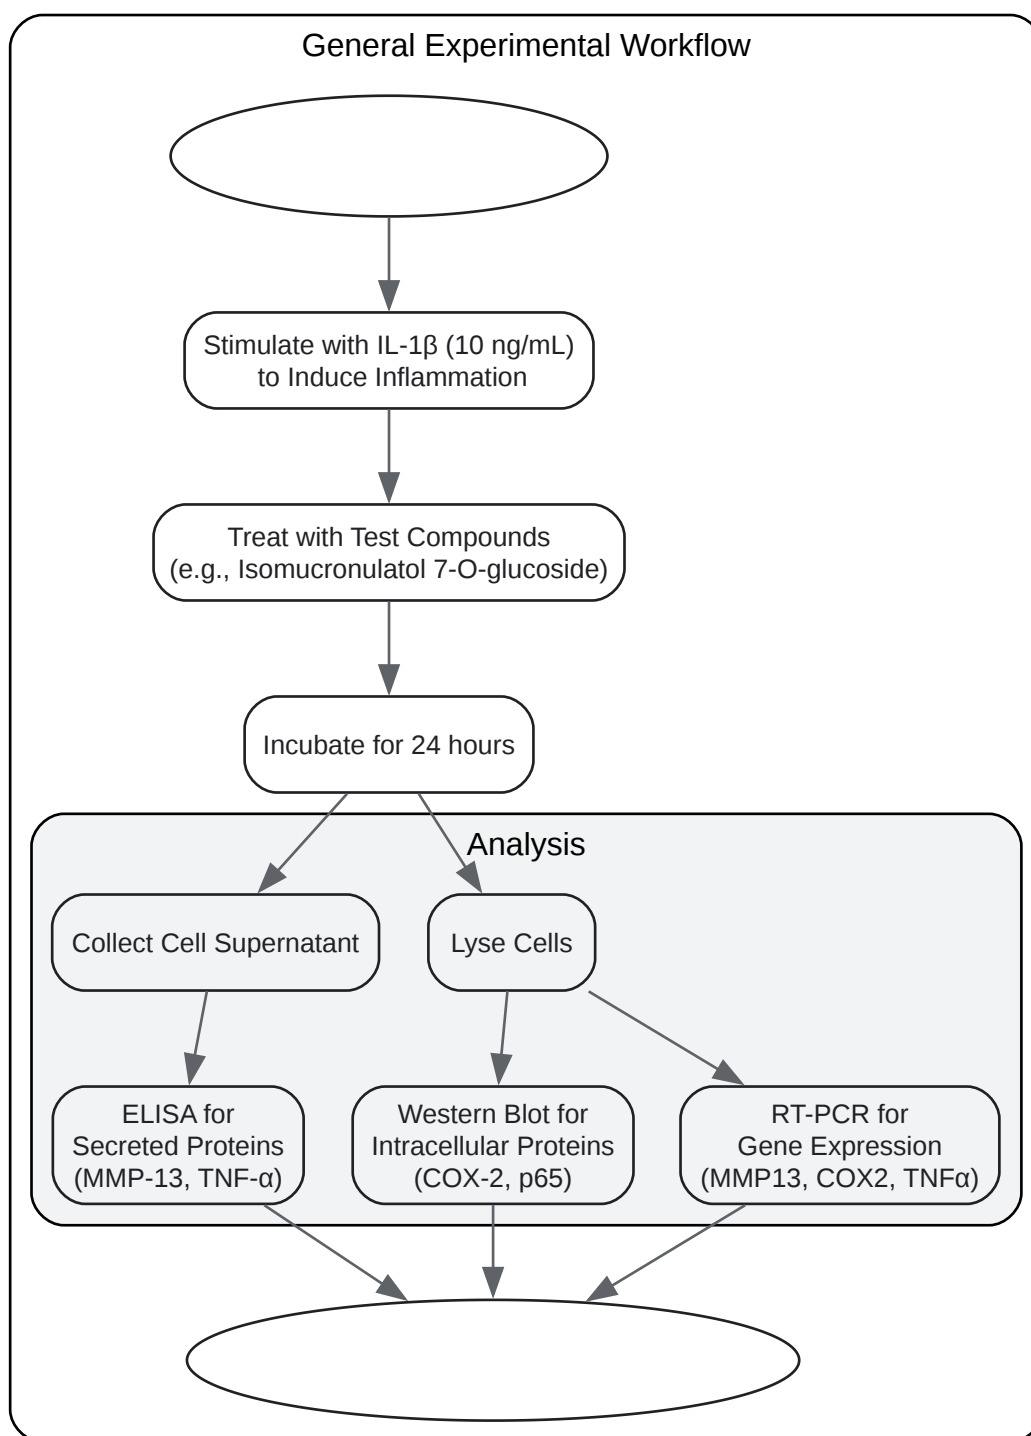 General Experimental Workflow
Stimulate with IL-1β (10 ng/mL)
to Induce Inflammation
Treat with Test Compounds
(e.g., Isomucronulatol 7-O-glucoside)
Incubate for 24 hours
Analysis
Collect Cell Supernatant
Lyse Cells
ELISA for
Secreted Proteins
(MMP-13, TNF-α)
Western Blot for
Intracellular Proteins
(COX-2, p65)
RT-PCR for
Gene Expression
(MMP13, COX2, TNFα)